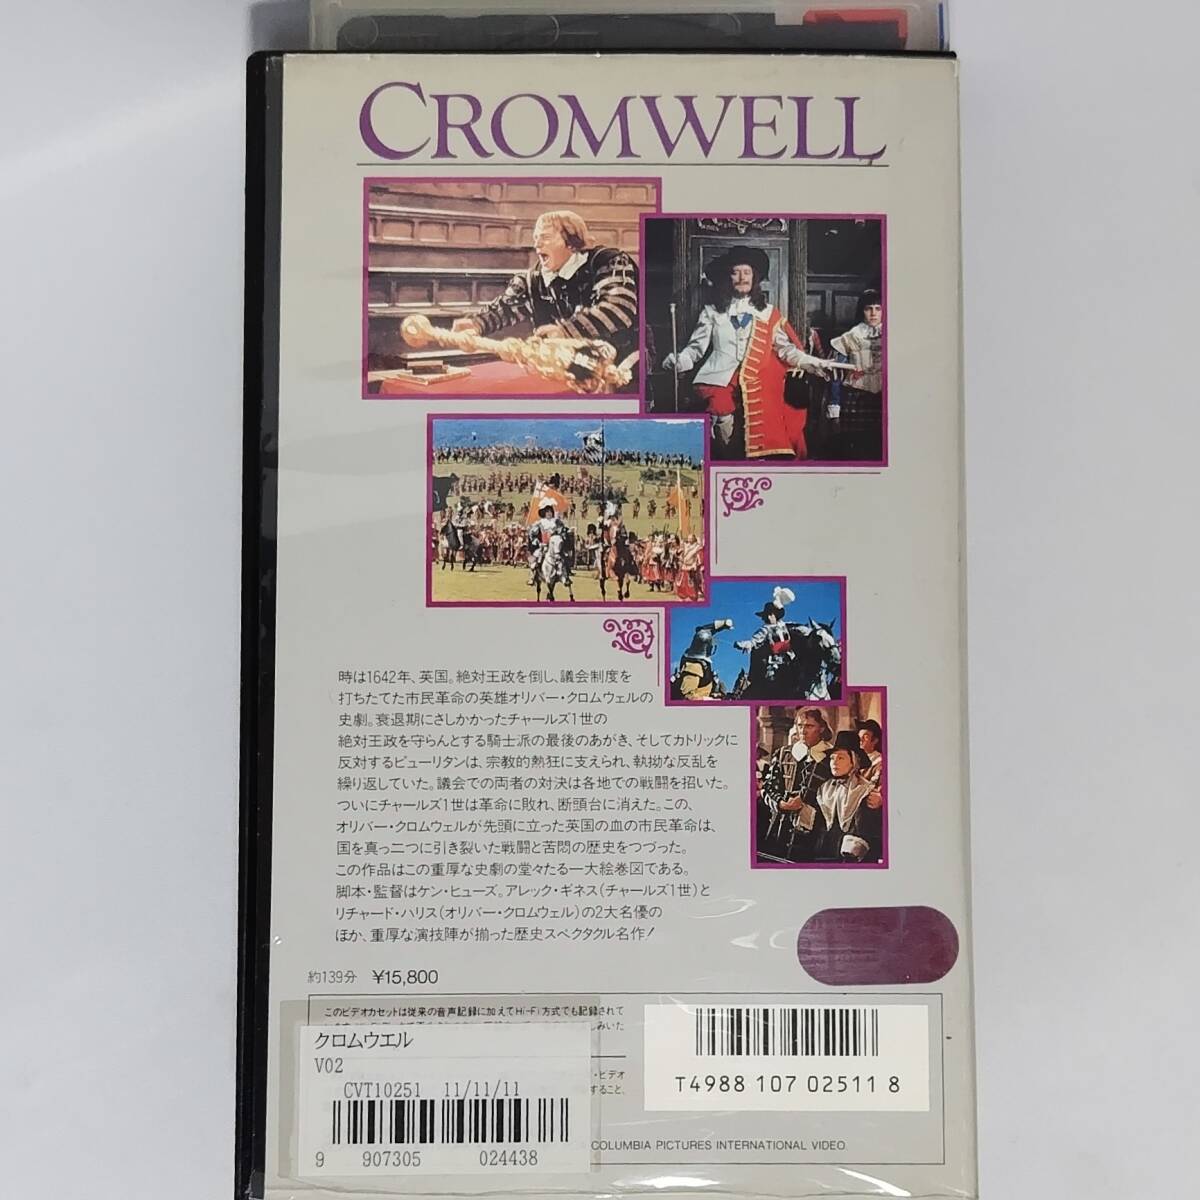 CROMWELL
時は1642年、英国。絶対王政を倒し、議会制度を
打ちたてた市民革命の英雄オリバー・クロムウェルの
史劇。衰退期にさしかかったチャールズ1世の
絶対王政を守らんとする騎士派の最後のあがき、そしてカトリックに
反対するピューリタンは、宗教的熱狂に支えられ、執拗な反乱を
繰り返していた。議会での両者の対決は各地での戦闘を招いた。
ついにチャールズ1世は革命に敗れ、断頭台に消えた。この、
オリバー・クロムウェルが先頭に立った英国の血の市民革命は、
国を真っ二つに引き裂いた戦闘と苦悶の歴史をつづった。
この作品はこの重厚な史劇の堂々たる一大絵巻図である。
脚本・監督はケン・ヒューズ。アレック・ギネス(チャールズ1世)と
リチャード・ハリス(オリバー・クロムウェル)の2大名優の
ほか、重厚な演技陣が揃った歴史スペクタクル名作!
約139分 ¥15,800
このビデオカセットは従来の音声記録に加えてHi-Fi方式でも記録されて
クロムウエル
V02
CVT10251 11/11/11
9 907305 024438
・ビデオ
すること、
T4988 107 02511 8
COLUMBIA PICTURES INTERNATIONAL VIDEO.